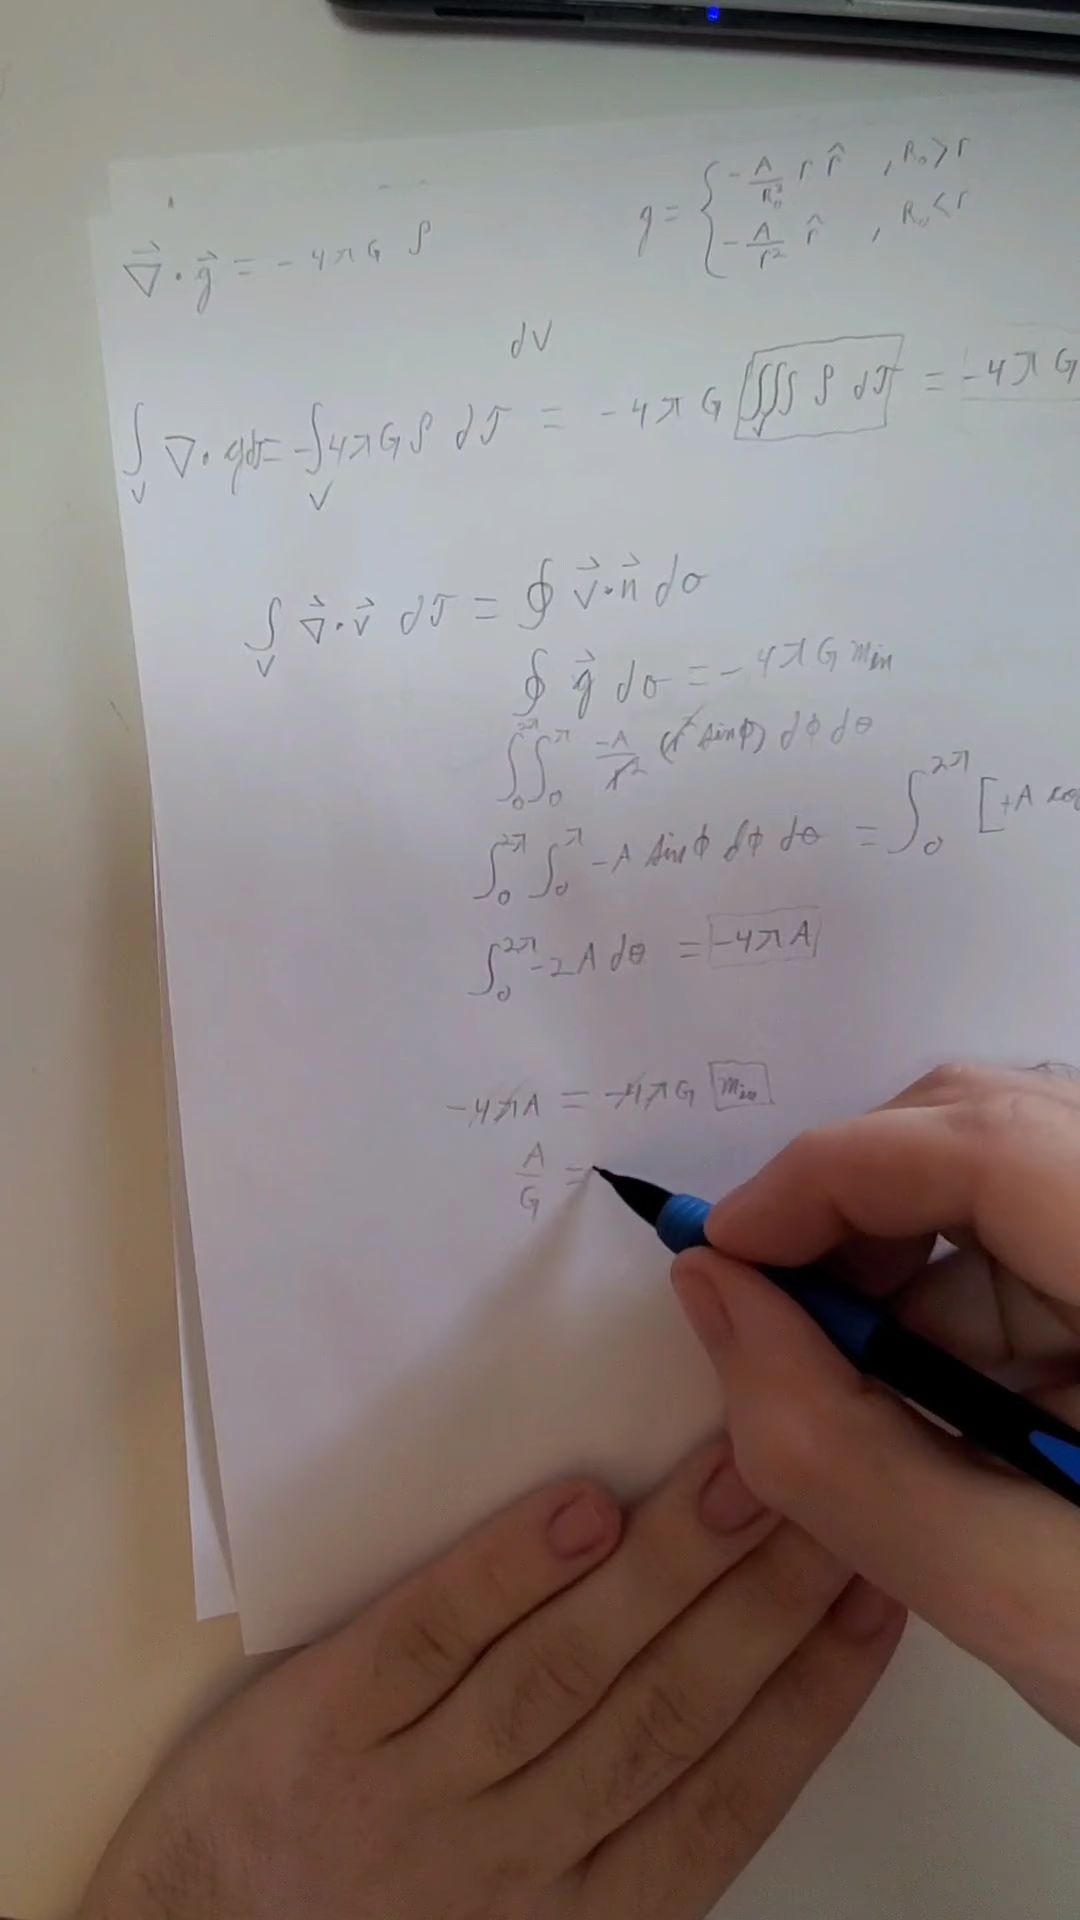 ∇⃗ · g⃗ = - 4πG ρ
g = { -A/R₀³ r r̂ , R₀ > r
-A/r² r̂ , R₀ < r
dV
∫_V ∇ · g dτ = -∫_V 4πG ρ dτ = -4πG ∭_V ρ dτ = -4πG
∫_V ∇⃗ · v⃗ dτ = ∮ v⃗ · n⃗ dσ
∮ g⃗ dσ = -4πG m_in
∫₀^2π ∫₀^π -A/r² (r² sinϕ) dϕ dθ
∫₀^2π ∫₀^π -A sinϕ dϕ dθ = ∫₀^2π [+A co
∫₀^2π -2A dθ = -4πA
-4πA = -4πG m_in
A/G =